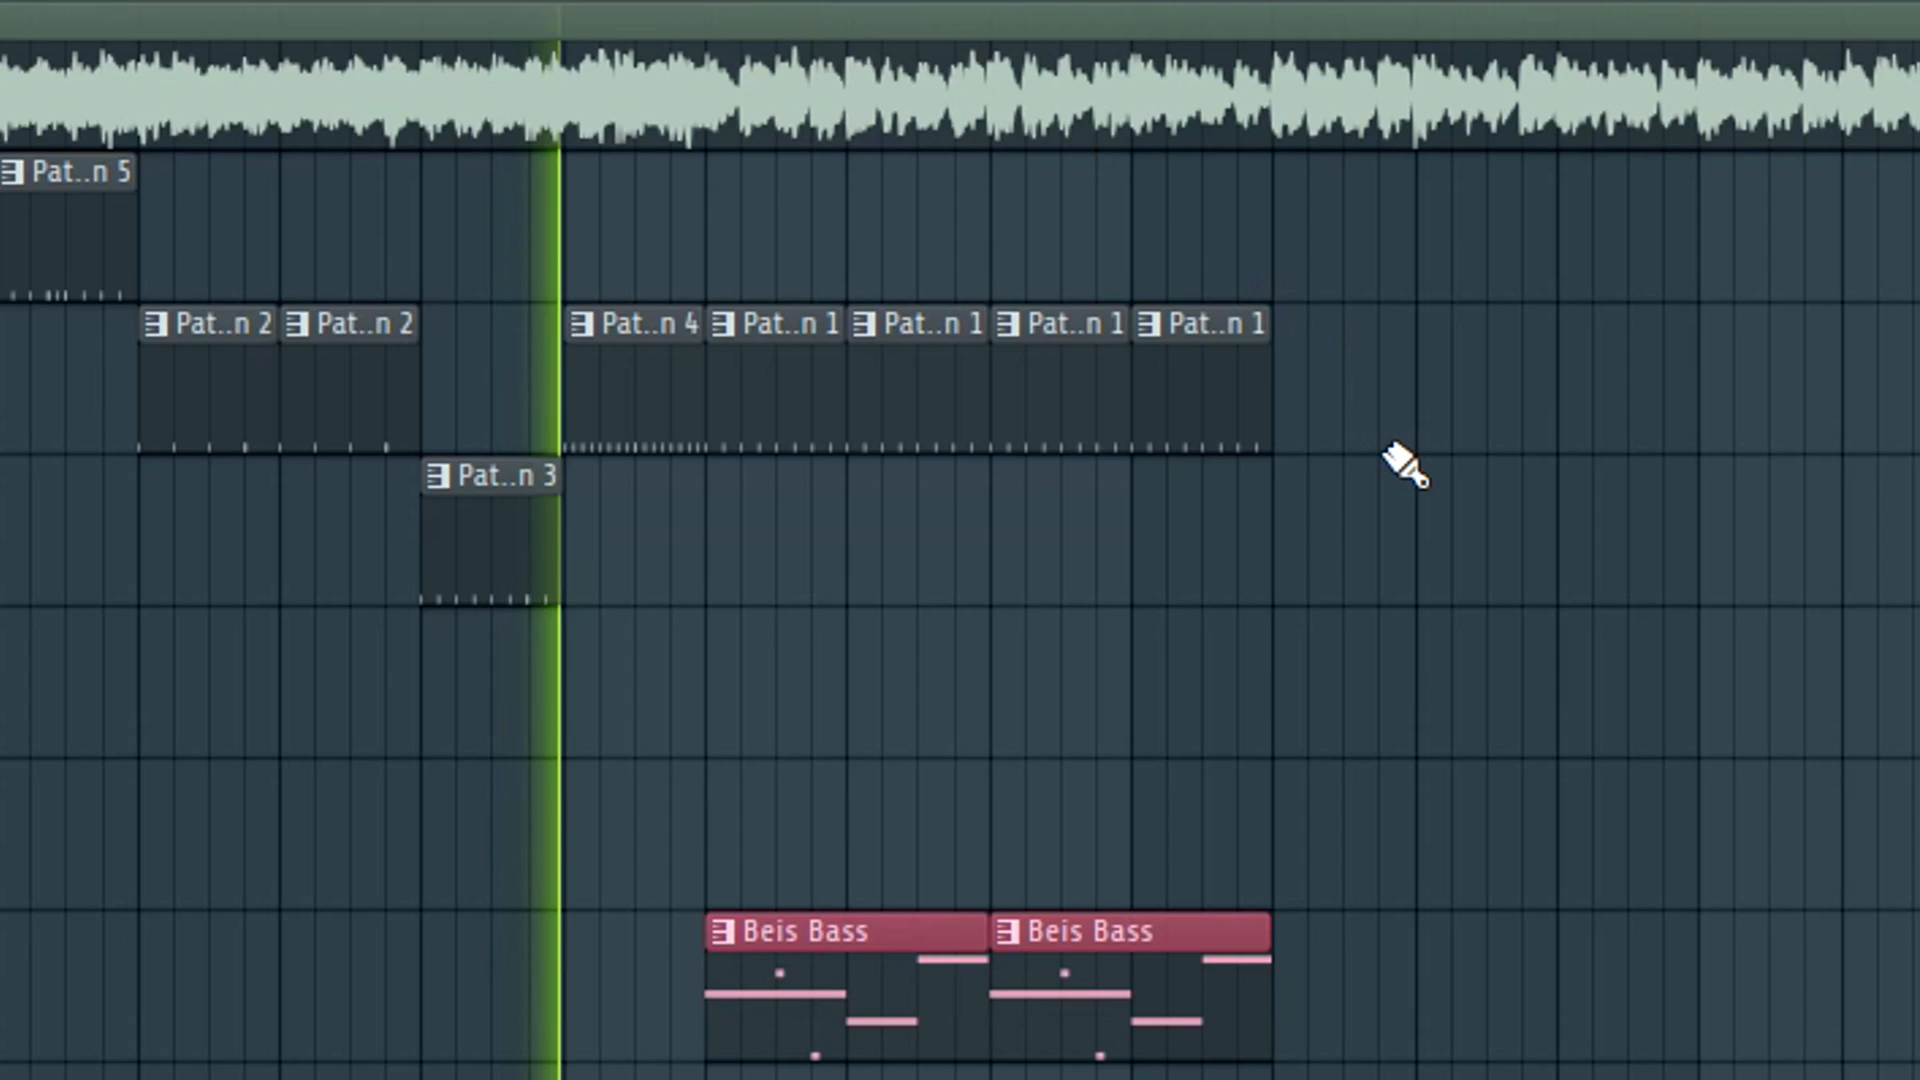 Pat..n 5
Pat..n 2 Pat..n 2 Pat..n 4 Pat..n 1 Pat..n 1 Pat..n 1 Pat..n 1
Pat..n 3
Beis Bass Beis Bass